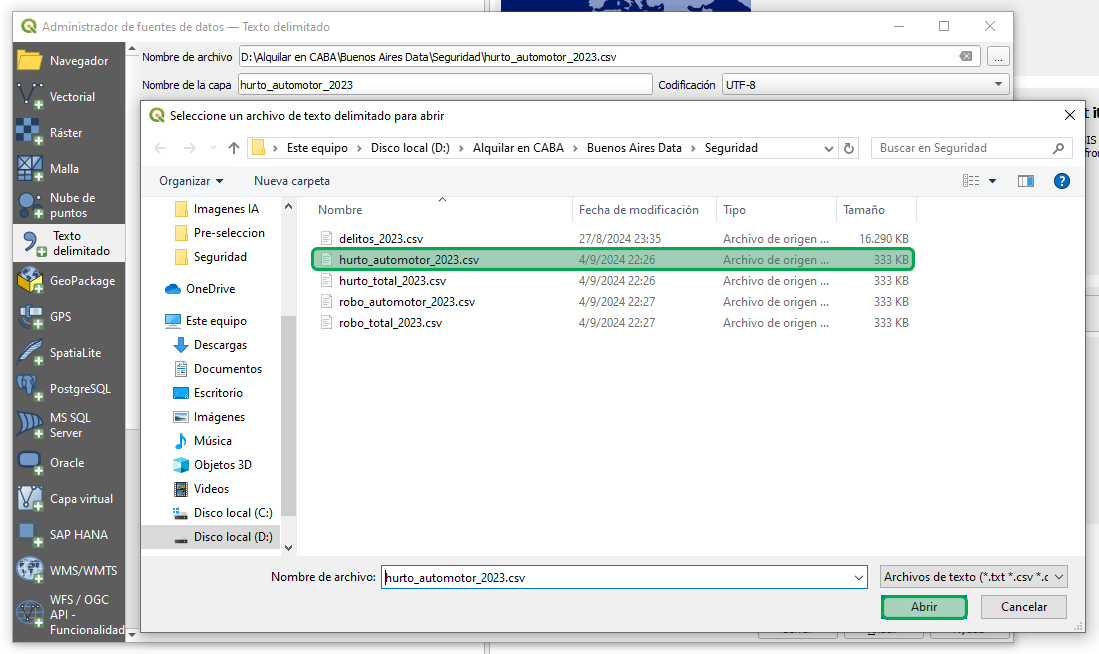 Administrador de fuentes de datos — Texto delimitado
Navegador
Vectorial
Ráster
Malla
Nube de
puntos
Texto
delimitado
GeoPackage
GPS
SpatiaLite
PostgreSQL
MS SQL
Server
Oracle
Capa virtual
SAP HANA
WMS/WMTS
WFS / OGC
API -
Funcionalidad
Nombre de archivo D:\Alquilar en CABA\Buenos Aires Data\Seguridad\hurto_automotor_2023.csv ...
Nombre de la capa hurto_automotor_2023 Codificación UTF-8
Seleccione un archivo de texto delimitado para abrir
Este equipo > Disco local (D:) > Alquilar en CABA > Buenos Aires Data > Seguridad
Buscar en Seguridad
Organizar Nueva carpeta
Imagenes IA
Pre-seleccion
Seguridad
OneDrive
Este equipo
Descargas
Documentos
Escritorio
Imágenes
Música
Objetos 3D
Videos
Disco local (C:)
Disco local (D:)
Nombre Fecha de modificación Tipo Tamaño
delitos_2023.csv 27/8/2024 23:35 Archivo de origen ... 16.290 KB
hurto_automotor_2023.csv 4/9/2024 22:26 Archivo de origen ... 333 KB
hurto_total_2023.csv 4/9/2024 22:26 Archivo de origen ... 333 KB
robo_automotor_2023.csv 4/9/2024 22:27 Archivo de origen ... 333 KB
robo_total_2023.csv 4/9/2024 22:27 Archivo de origen ... 333 KB
Nombre de archivo: hurto_automotor_2023.csv
Archivos de texto (*.txt *.csv *.c
Abrir Cancelar